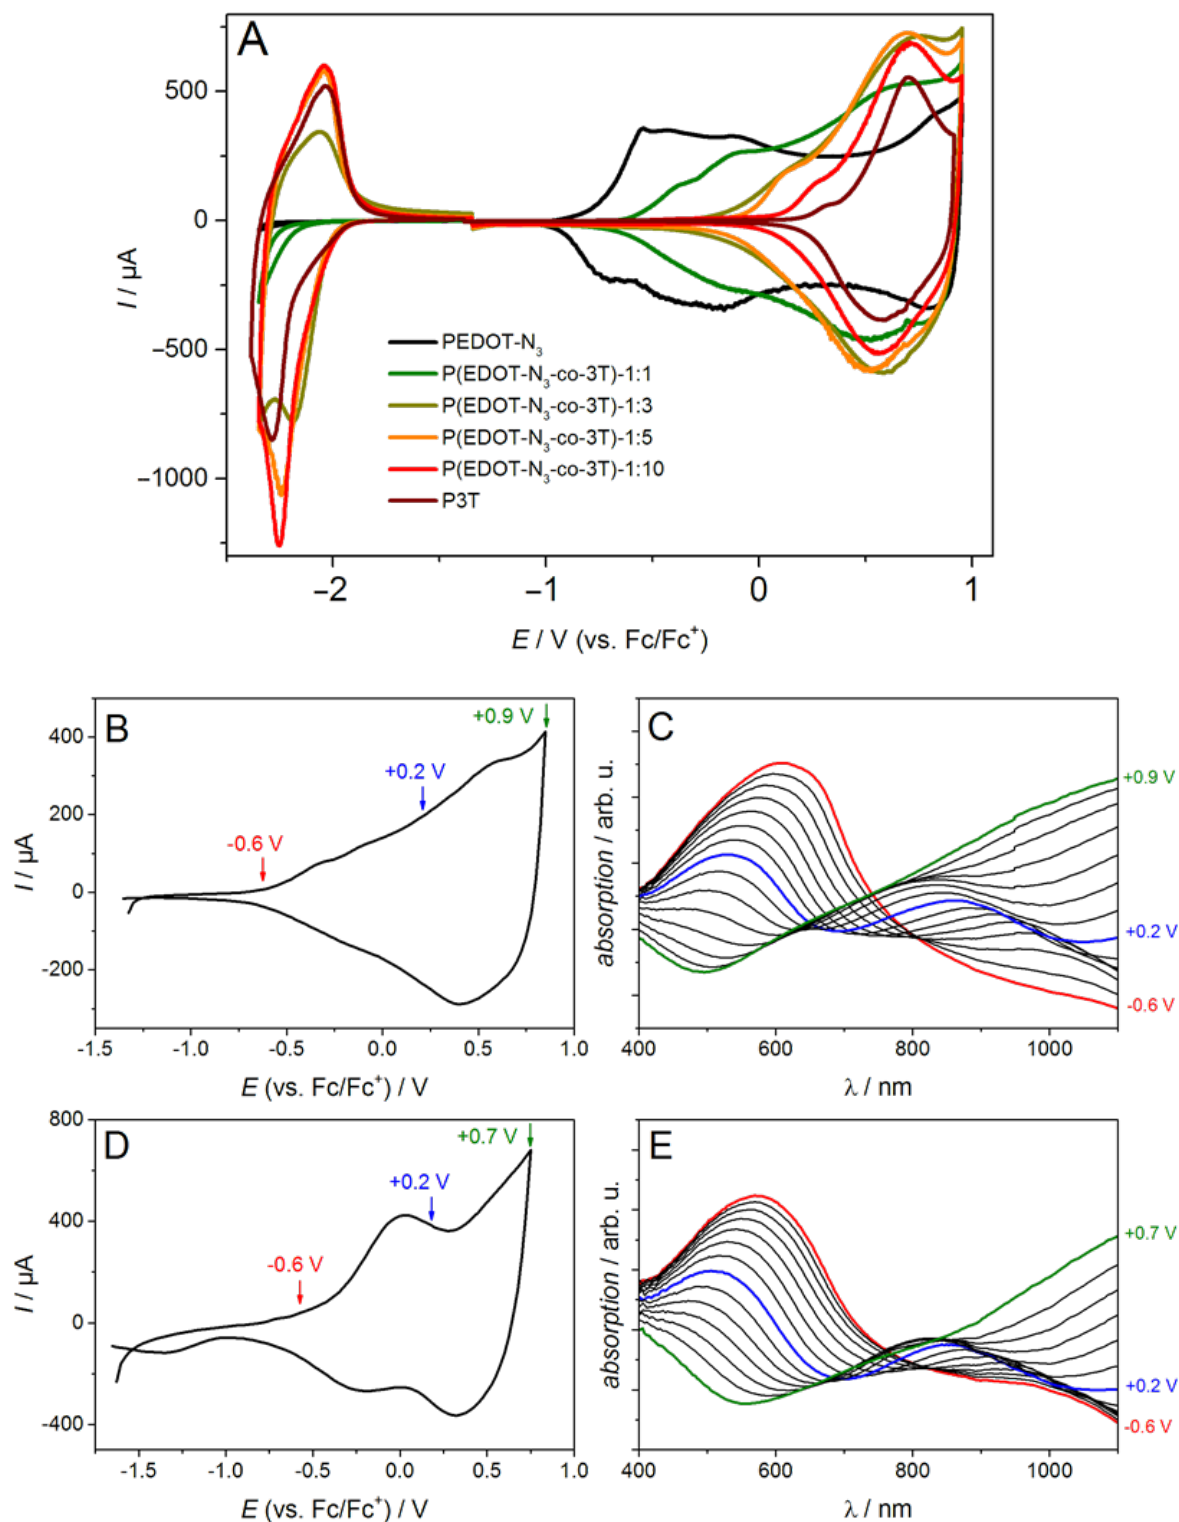 A
500
0
−500
−1000
I / µA
PEDOT-N₃
P(EDOT-N₃-co-3T)-1:1
P(EDOT-N₃-co-3T)-1:3
P(EDOT-N₃-co-3T)-1:5
P(EDOT-N₃-co-3T)-1:10
P3T
−2 −1 0 1
E / V (vs. Fc/Fc⁺)
B
400
200
0
-200
I / µA
-0.6 V
+0.2 V
+0.9 V
-1.5 -1.0 -0.5 0.0 0.5 1.0
E (vs. Fc/Fc⁺) / V
C
absorption / arb. u.
+0.9 V
+0.2 V
-0.6 V
400 600 800 1000
λ / nm
D
800
400
0
-400
I / µA
-0.6 V
+0.2 V
+0.7 V
-1.5 -1.0 -0.5 0.0 0.5 1.0
E (vs. Fc/Fc⁺) / V
E
absorption / arb. u.
+0.7 V
+0.2 V
-0.6 V
400 600 800 1000
λ / nm